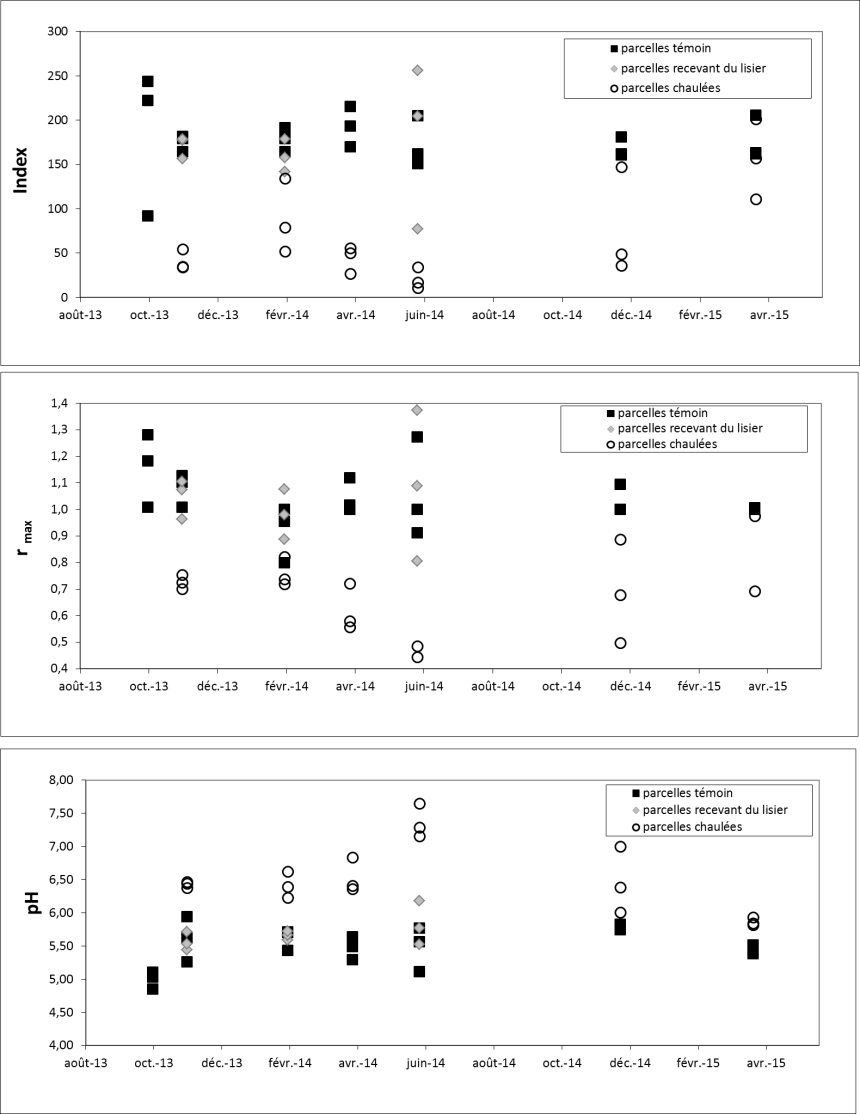 300
parcelles témoin
250
parcelles recevant du lisier
parcelles chaulées
200
Index
150
100
50
0
août-13 oct.-13 déc.-13 févr.-14 avr.-14 juin-14 août-14 oct.-14 déc.-14 févr.-15 avr.-15
1,4
parcelles témoin
1,3
parcelles recevant du lisier
parcelles chaulées
1,2
1,1
1,0
r max
0,9
0,8
0,7
0,6
0,5
0,4
août-13 oct.-13 déc.-13 févr.-14 avr.-14 juin-14 août-14 oct.-14 déc.-14 févr.-15 avr.-15
8,00
parcelles témoin
7,50
parcelles recevant du lisier
parcelles chaulées
7,00
6,50
6,00
pH
5,50
5,00
4,50
4,00
août-13 oct.-13 déc.-13 févr.-14 avr.-14 juin-14 août-14 oct.-14 déc.-14 févr.-15 avr.-15